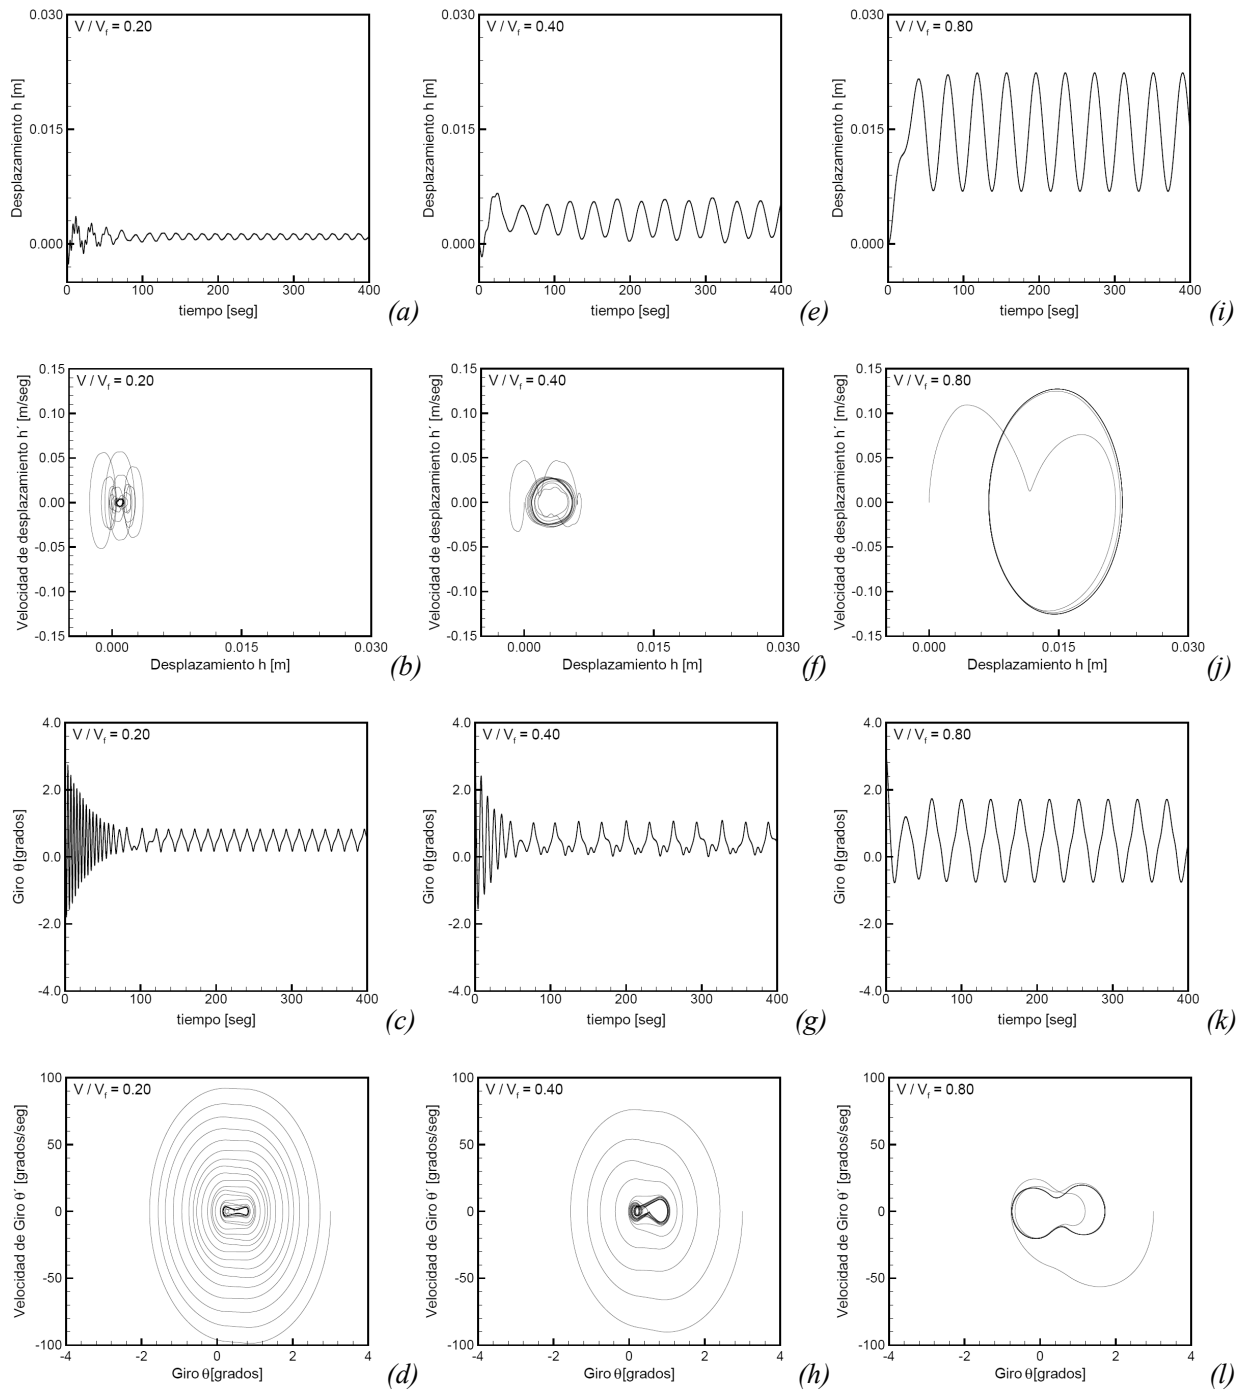 V / Vf = 0.20
Desplazamiento h [m]
0.030
0.015
0.000
0 100 200 300 400
tiempo [seg]
(a)
V / Vf = 0.40
Desplazamiento h [m]
0.030
0.015
0.000
0 100 200 300 400
tiempo [seg]
(e)
V / Vf = 0.80
Desplazamiento h [m]
0.030
0.015
0.000
0 100 200 300 400
tiempo [seg]
(i)
V / Vf = 0.20
Velocidad de desplazamiento h´ [m/seg]
0.15
0.10
0.05
0.00
-0.05
-0.10
-0.15
0.000 0.015 0.030
Desplazamiento h [m]
(b)
V / Vf = 0.40
Velocidad de desplazamiento h´ [m/seg]
0.15
0.10
0.05
0.00
-0.05
-0.10
-0.15
0.000 0.015 0.030
Desplazamiento h [m]
(f)
V / Vf = 0.80
Velocidad de desplazamiento h´ [m/seg]
0.15
0.10
0.05
0.00
-0.05
-0.10
-0.15
0.000 0.015 0.030
Desplazamiento h [m]
(j)
V / Vf = 0.20
Giro θ[grados]
4.0
2.0
0.0
-2.0
-4.0
0 100 200 300 400
tiempo [seg]
(c)
V / Vf = 0.40
Giro θ[grados]
4.0
2.0
0.0
-2.0
-4.0
0 100 200 300 400
tiempo [seg]
(g)
V / Vf = 0.80
Giro θ[grados]
4.0
2.0
0.0
-2.0
-4.0
0 100 200 300 400
tiempo [seg]
(k)
V / Vf = 0.20
Velocidad de Giro θ´ [grados/seg]
100
50
0
-50
-100
-4 -2 0 2 4
Giro θ[grados]
(d)
V / Vf = 0.40
Velocidad de Giro θ´ [grados/seg]
100
50
0
-50
-100
-4 -2 0 2 4
Giro θ[grados]
(h)
V / Vf = 0.80
Velocidad de Giro θ´ [grados/seg]
100
50
0
-50
-100
-4 -2 0 2 4
Giro θ[grados]
(l)